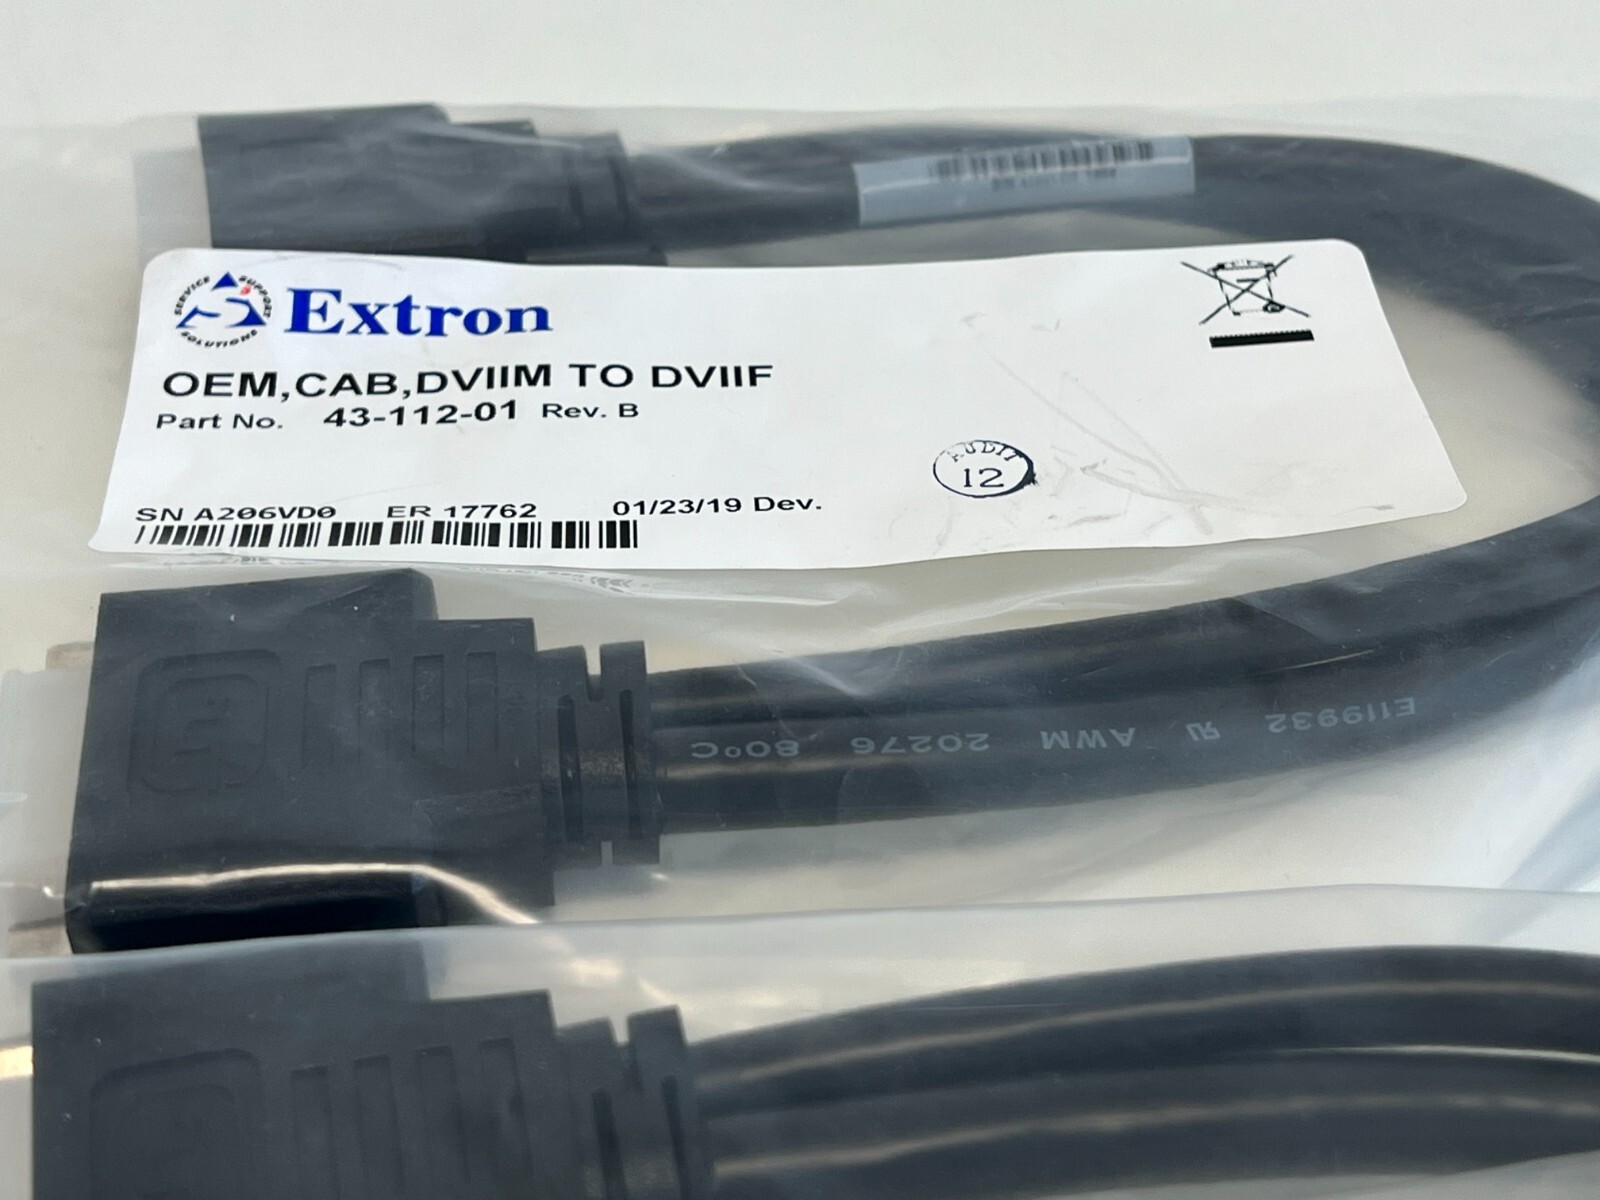 SERVICE SUPPORT SOLUTIONS
Extron
OEM,CAB,DVIIM TO DVIIF
Part No. 43-112-01 Rev. B
AUDIT
12
SN A206VD0 ER 17762 01/23/19 Dev.
E119932 AWM 20276 80°C